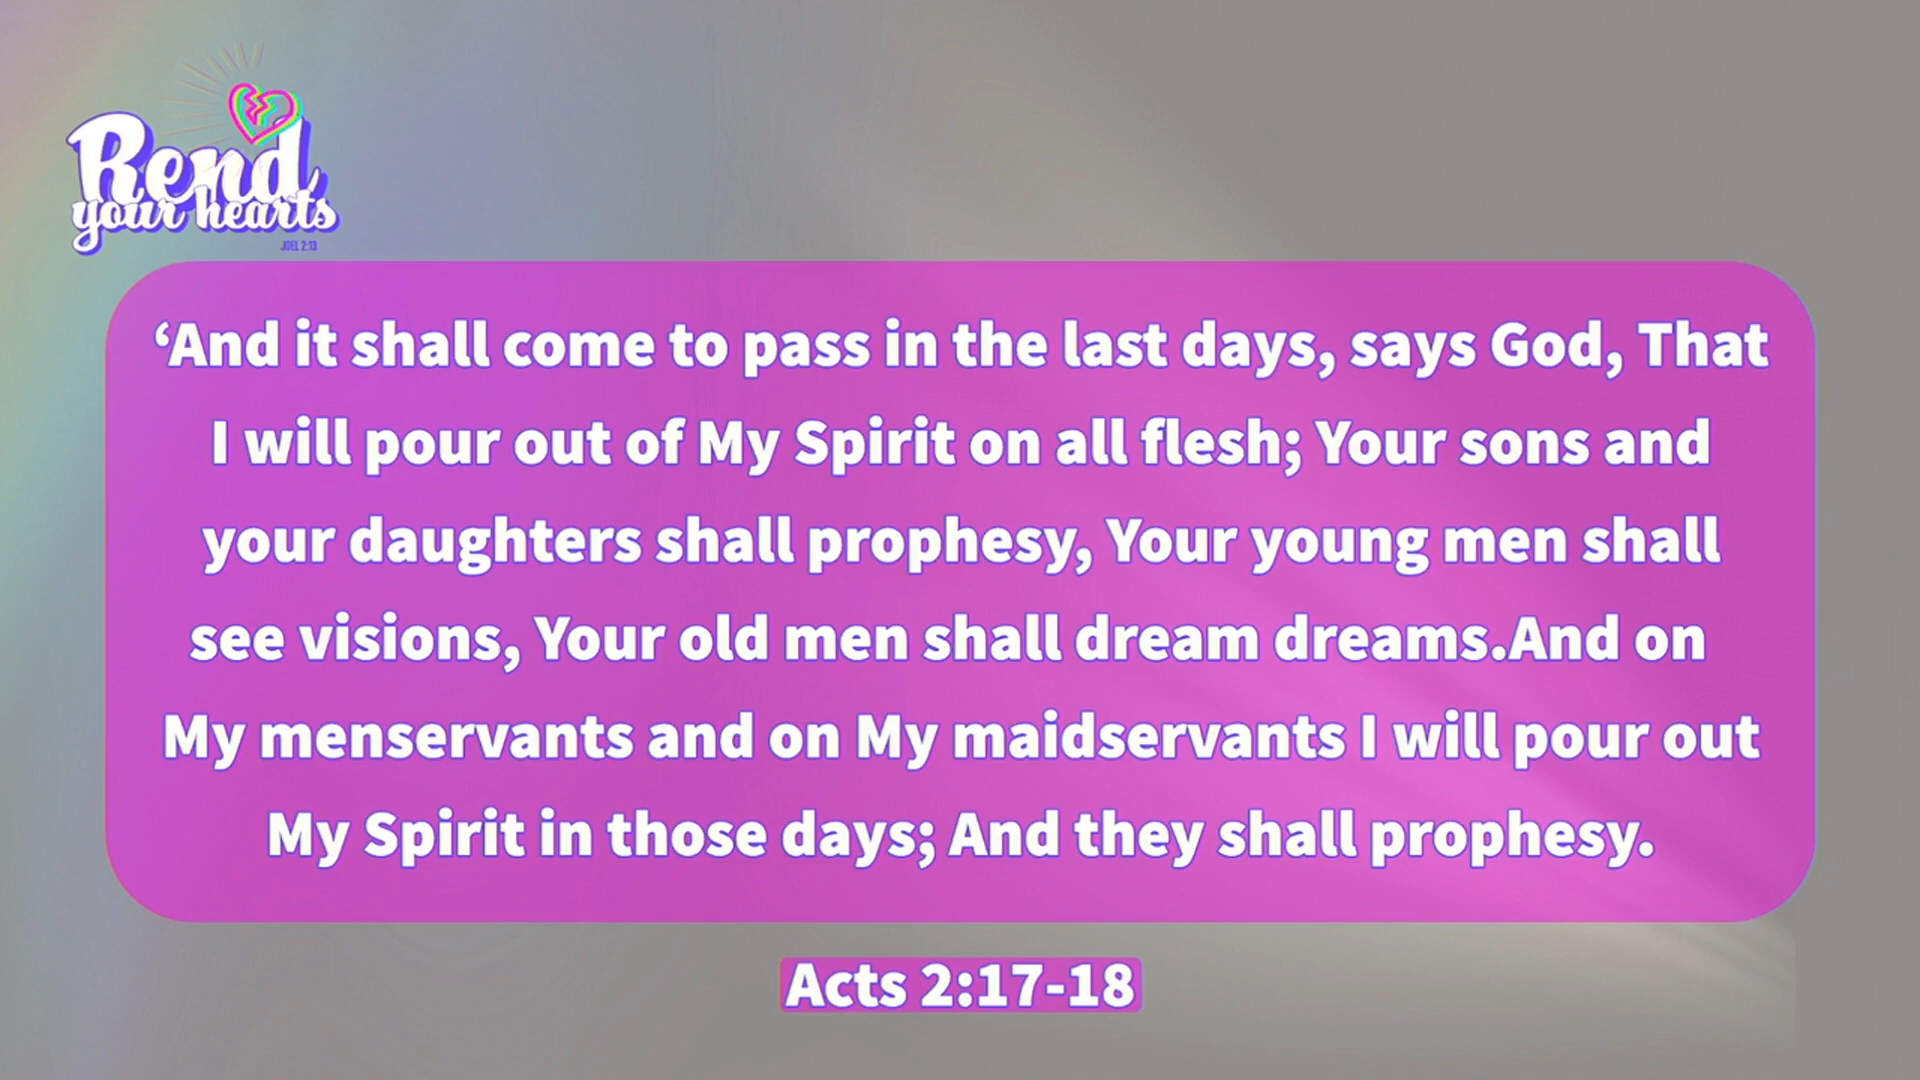 Rend
your hearts
JOEL 2:13
‘And it shall come to pass in the last days, says God, That
I will pour out of My Spirit on all flesh; Your sons and
your daughters shall prophesy, Your young men shall
see visions, Your old men shall dream dreams.And on
My menservants and on My maidservants I will pour out
My Spirit in those days; And they shall prophesy.
Acts 2:17-18